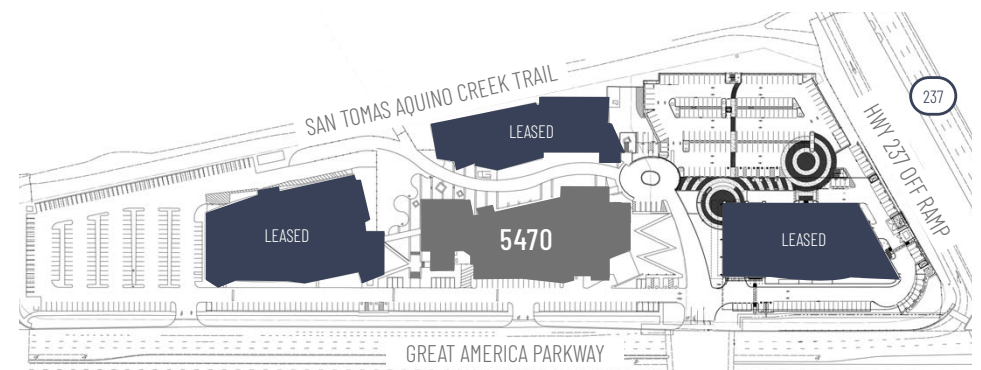 SAN TOMAS AQUINO CREEK TRAIL
237
HWY 237 OFF RAMP
LEASED
LEASED
5470
LEASED
GREAT AMERICA PARKWAY